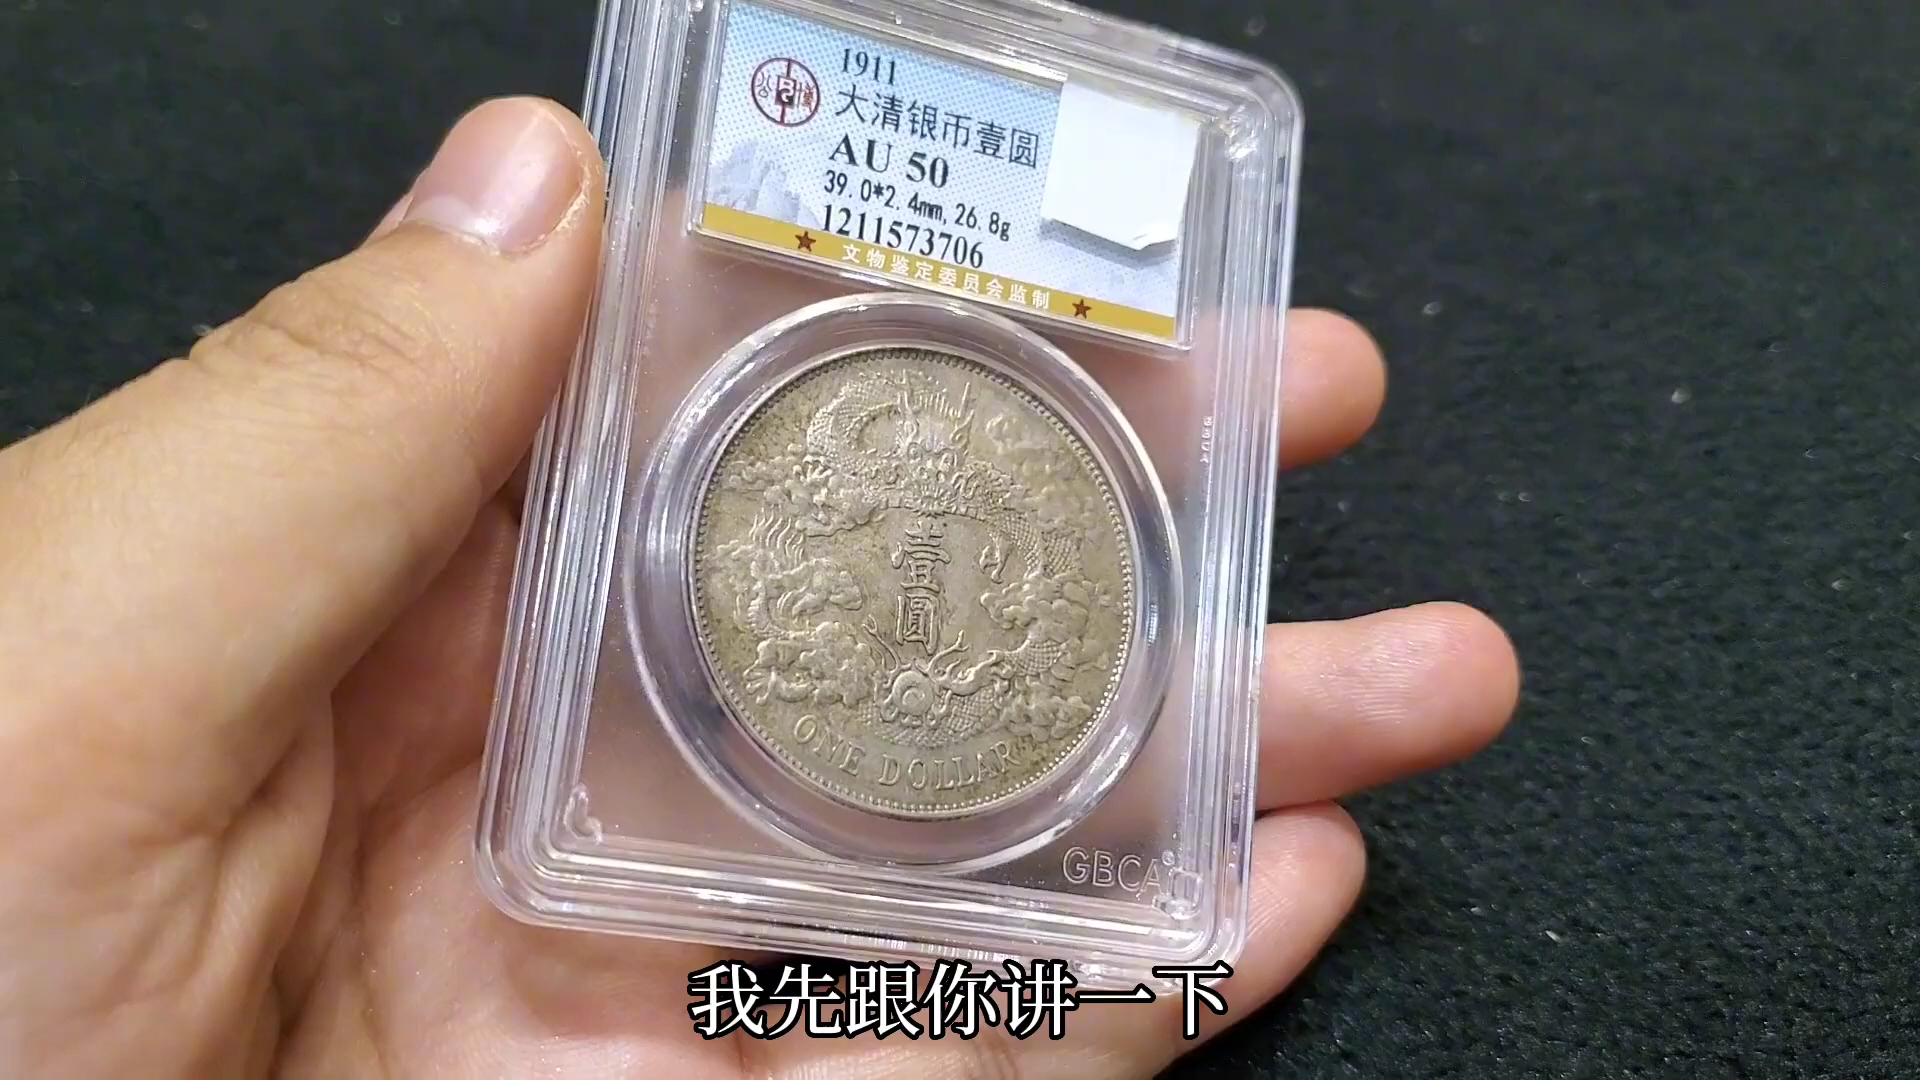 1911
大清银币壹圆
AU 50
39.0*2.4mm,26.8g
1211573706
文物鉴定委员会监制
壹
圓
ONE DOLLAR
GBCA
我先跟你讲一下